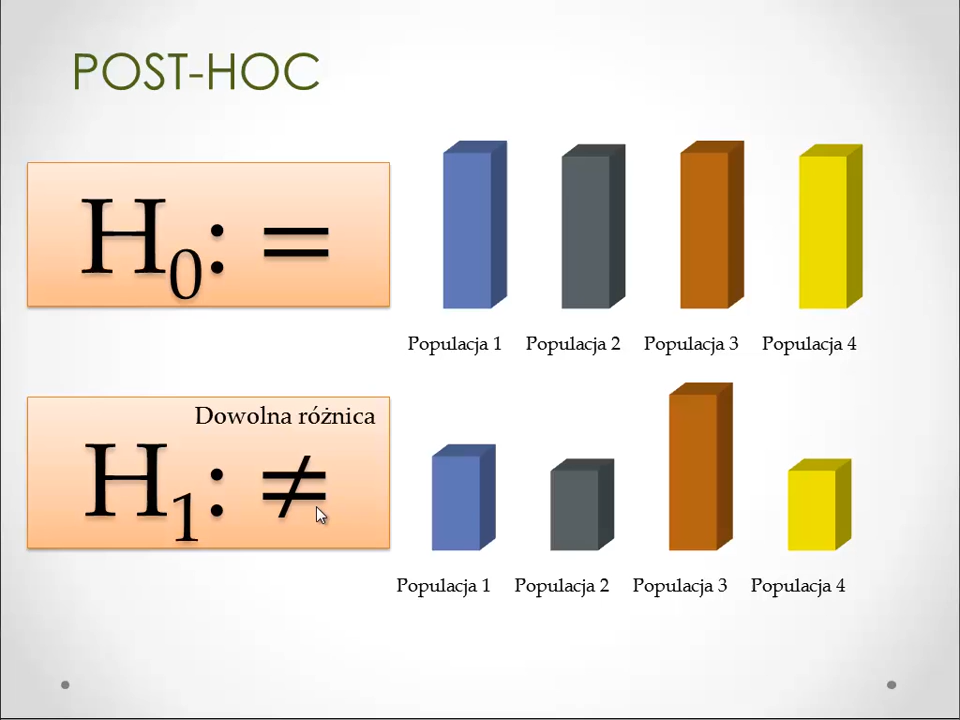 POST-HOC
H₀: =
Populacja 1 Populacja 2 Populacja 3 Populacja 4
Dowolna różnica
H₁: ≠
Populacja 1 Populacja 2 Populacja 3 Populacja 4